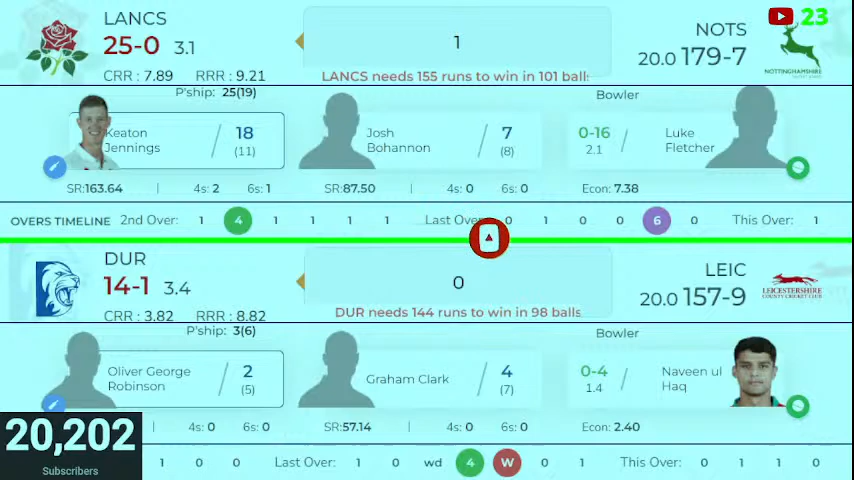 LANCS
25-0 3.1
CRR : 7.89 RRR : 9.21
1
LANCS needs 155 runs to win in 101 balls
23
NOTS
20.0 179-7
NOTTINGHAMSHIRE
P'ship: 25(19)
Bowler
Keaton Jennings
18
(11)
Josh Bohannon
7
(8)
0-16
2.1
Luke Fletcher
SR:163.64 | 4s: 2 6s: 1
SR:87.50 | 4s: 0 6s: 0
Econ: 7.38
OVERS TIMELINE 2nd Over: 1 4 1 1 1 1 Last Over: 0 1 0 0 6 0 This Over: 1
DUR
14-1 3.4
CRR : 3.82 RRR : 8.82
0
DUR needs 144 runs to win in 98 balls
LEIC
20.0 157-9
LEICESTERSHIRE
COUNTY CRICKET CLUB
P'ship: 3(6)
Bowler
Oliver George Robinson
2
(5)
Graham Clark
4
(7)
0-4
1.4
Naveen ul Haq
| 4s: 0 6s: 0
SR:57.14 | 4s: 0 6s: 0
Econ: 2.40
20,202
Subscribers
1 0 0 Last Over: 1 0 wd 4 W 0 1 This Over: 0 1 1 0